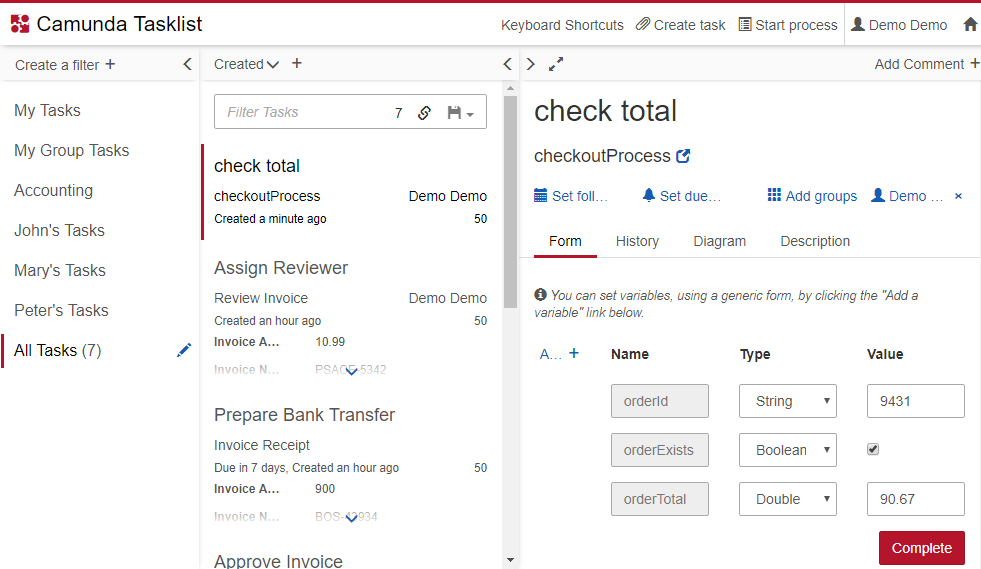 Camunda Tasklist
Keyboard Shortcuts Create task Start process Demo Demo
Create a filter +
My Tasks
My Group Tasks
Accounting
John's Tasks
Mary's Tasks
Peter's Tasks
All Tasks (7)
Created +
Filter Tasks 7
check total
checkoutProcess Demo Demo
Created a minute ago 50
Assign Reviewer
Review Invoice Demo Demo
Created an hour ago 50
Invoice A... 10.99
Invoice N... 5342
Prepare Bank Transfer
Invoice Receipt
Due in 7 days, Created an hour ago 50
Invoice A... 900
Invoice N... BOS-
Approve Invoice
Add Comment +
check total
checkoutProcess
Set foll... Set due... Add groups Demo ... ×
Form History Diagram Description
You can set variables, using a generic form, by clicking the "Add a
variable" link below.
A... + Name Type Value
orderId String 9431
orderExists Boolean
orderTotal Double 90.67
Complete